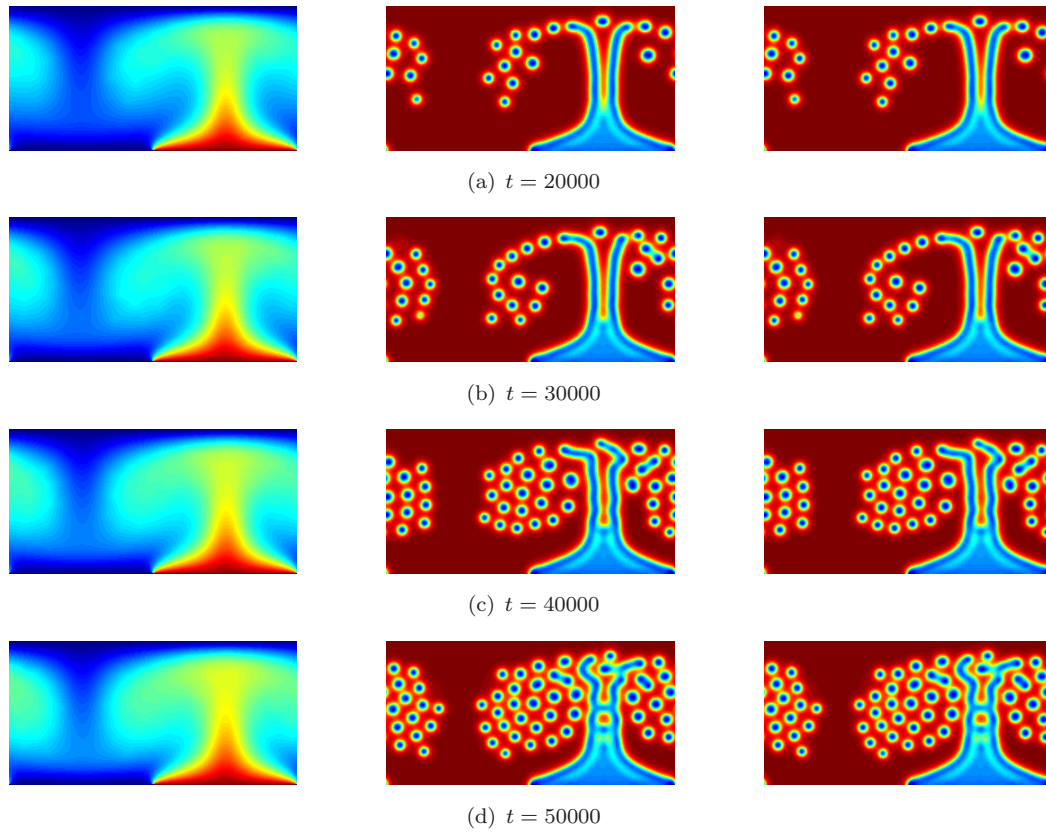 (a) t = 20000
(b) t = 30000
(c) t = 40000
(d) t = 50000